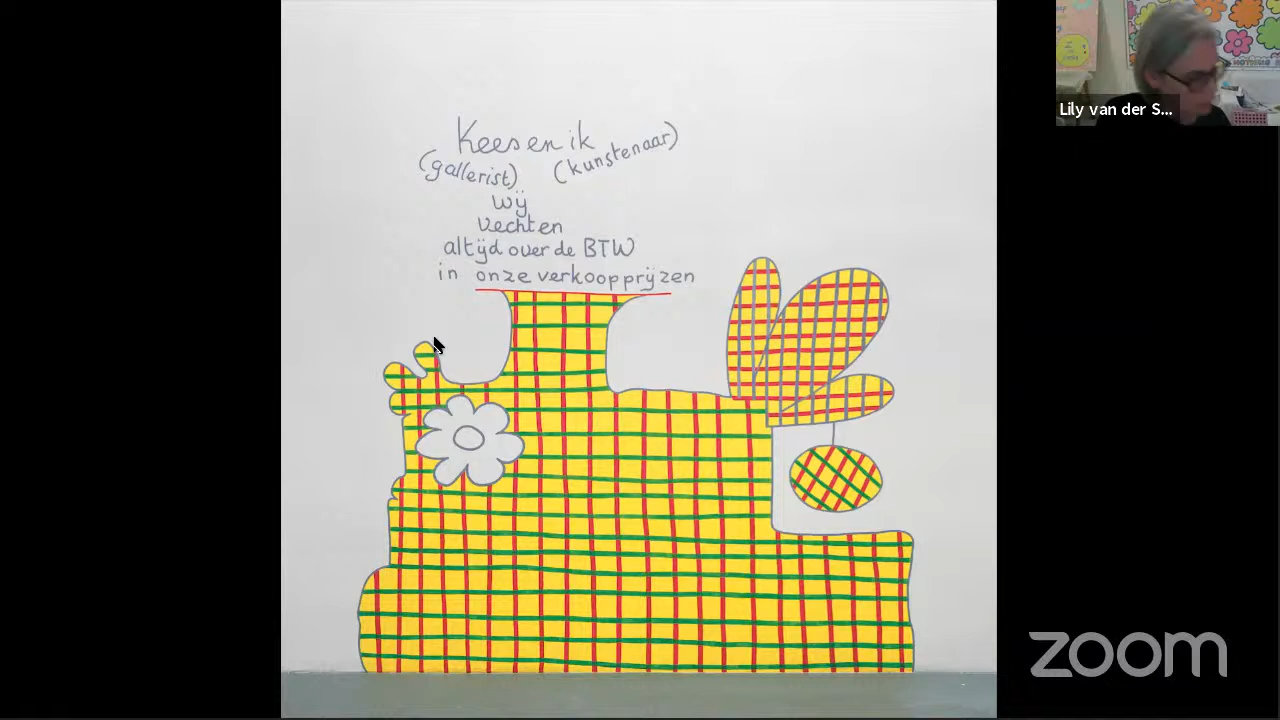 Kees en ik
(gallerist) (kunstenaar)
wij
vechten
altijd over de BTW
in onze verkoopprijzen
Lily van der S...
zoom